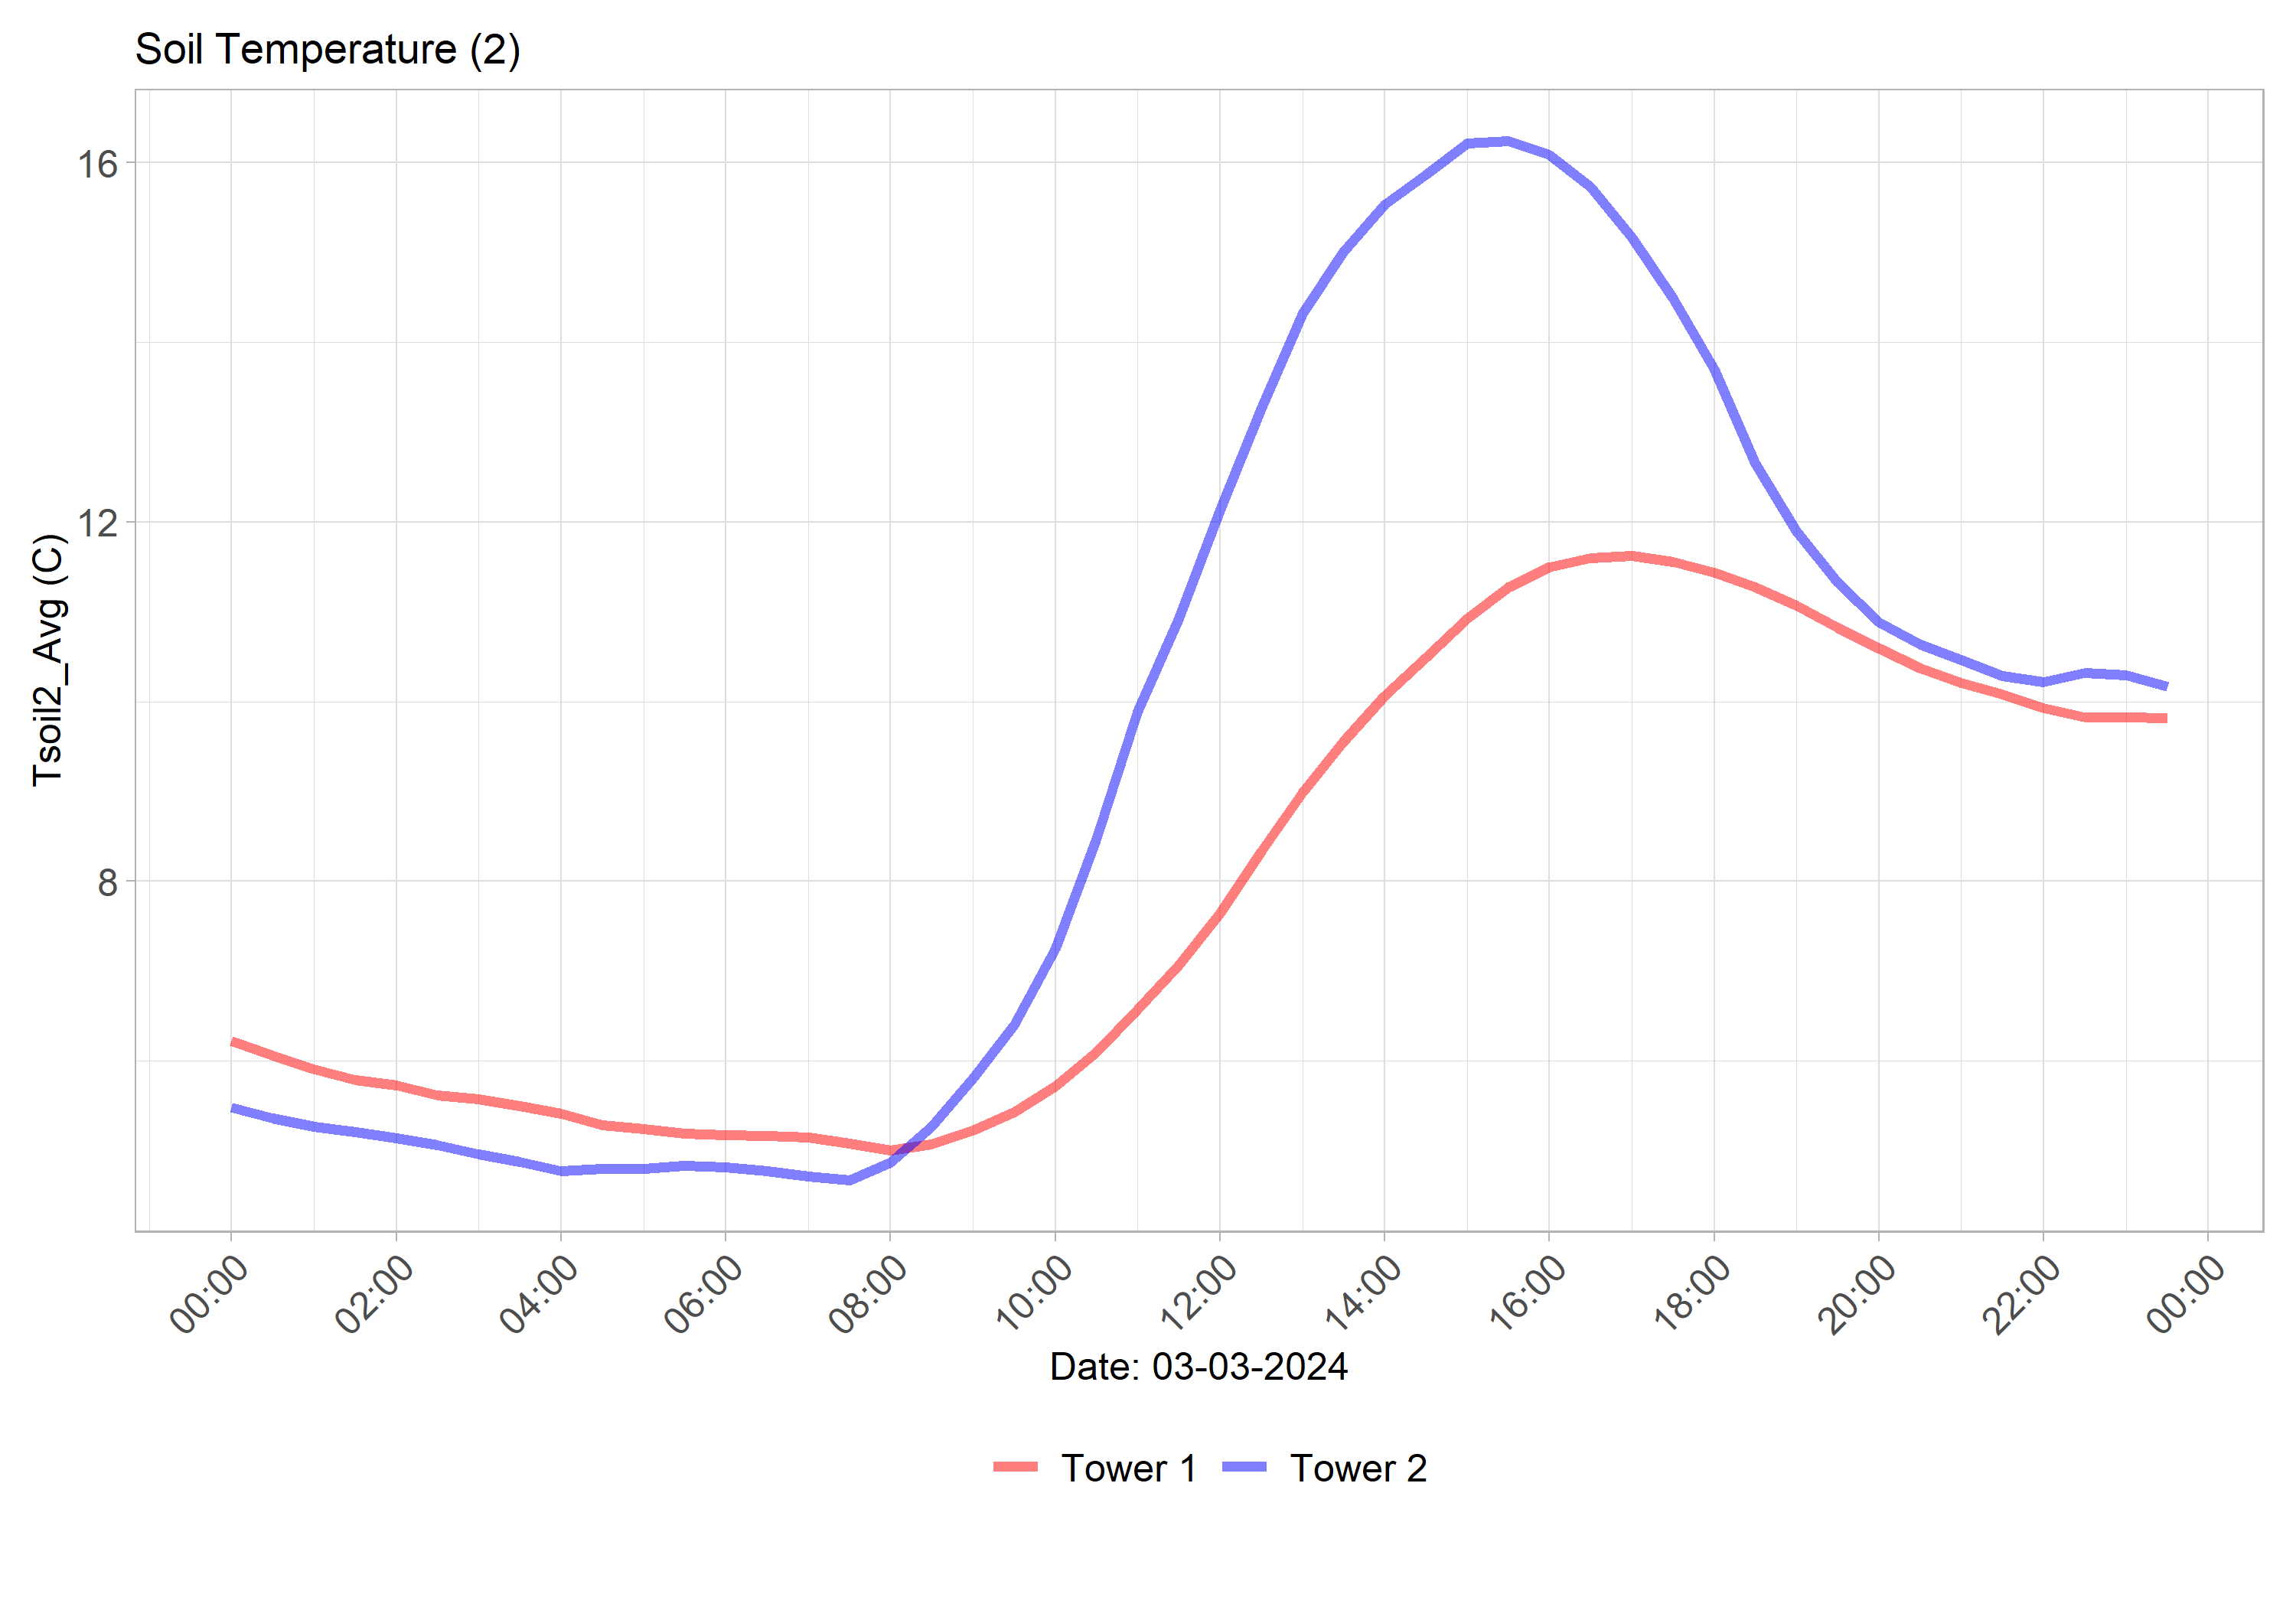 Soil Temperature (2)
Tsoil2_Avg (C)
16
12
8
00:00 02:00 04:00 06:00 08:00 10:00 12:00 14:00 16:00 18:00 20:00 22:00 00:00
Date: 03-03-2024
Tower 1 Tower 2